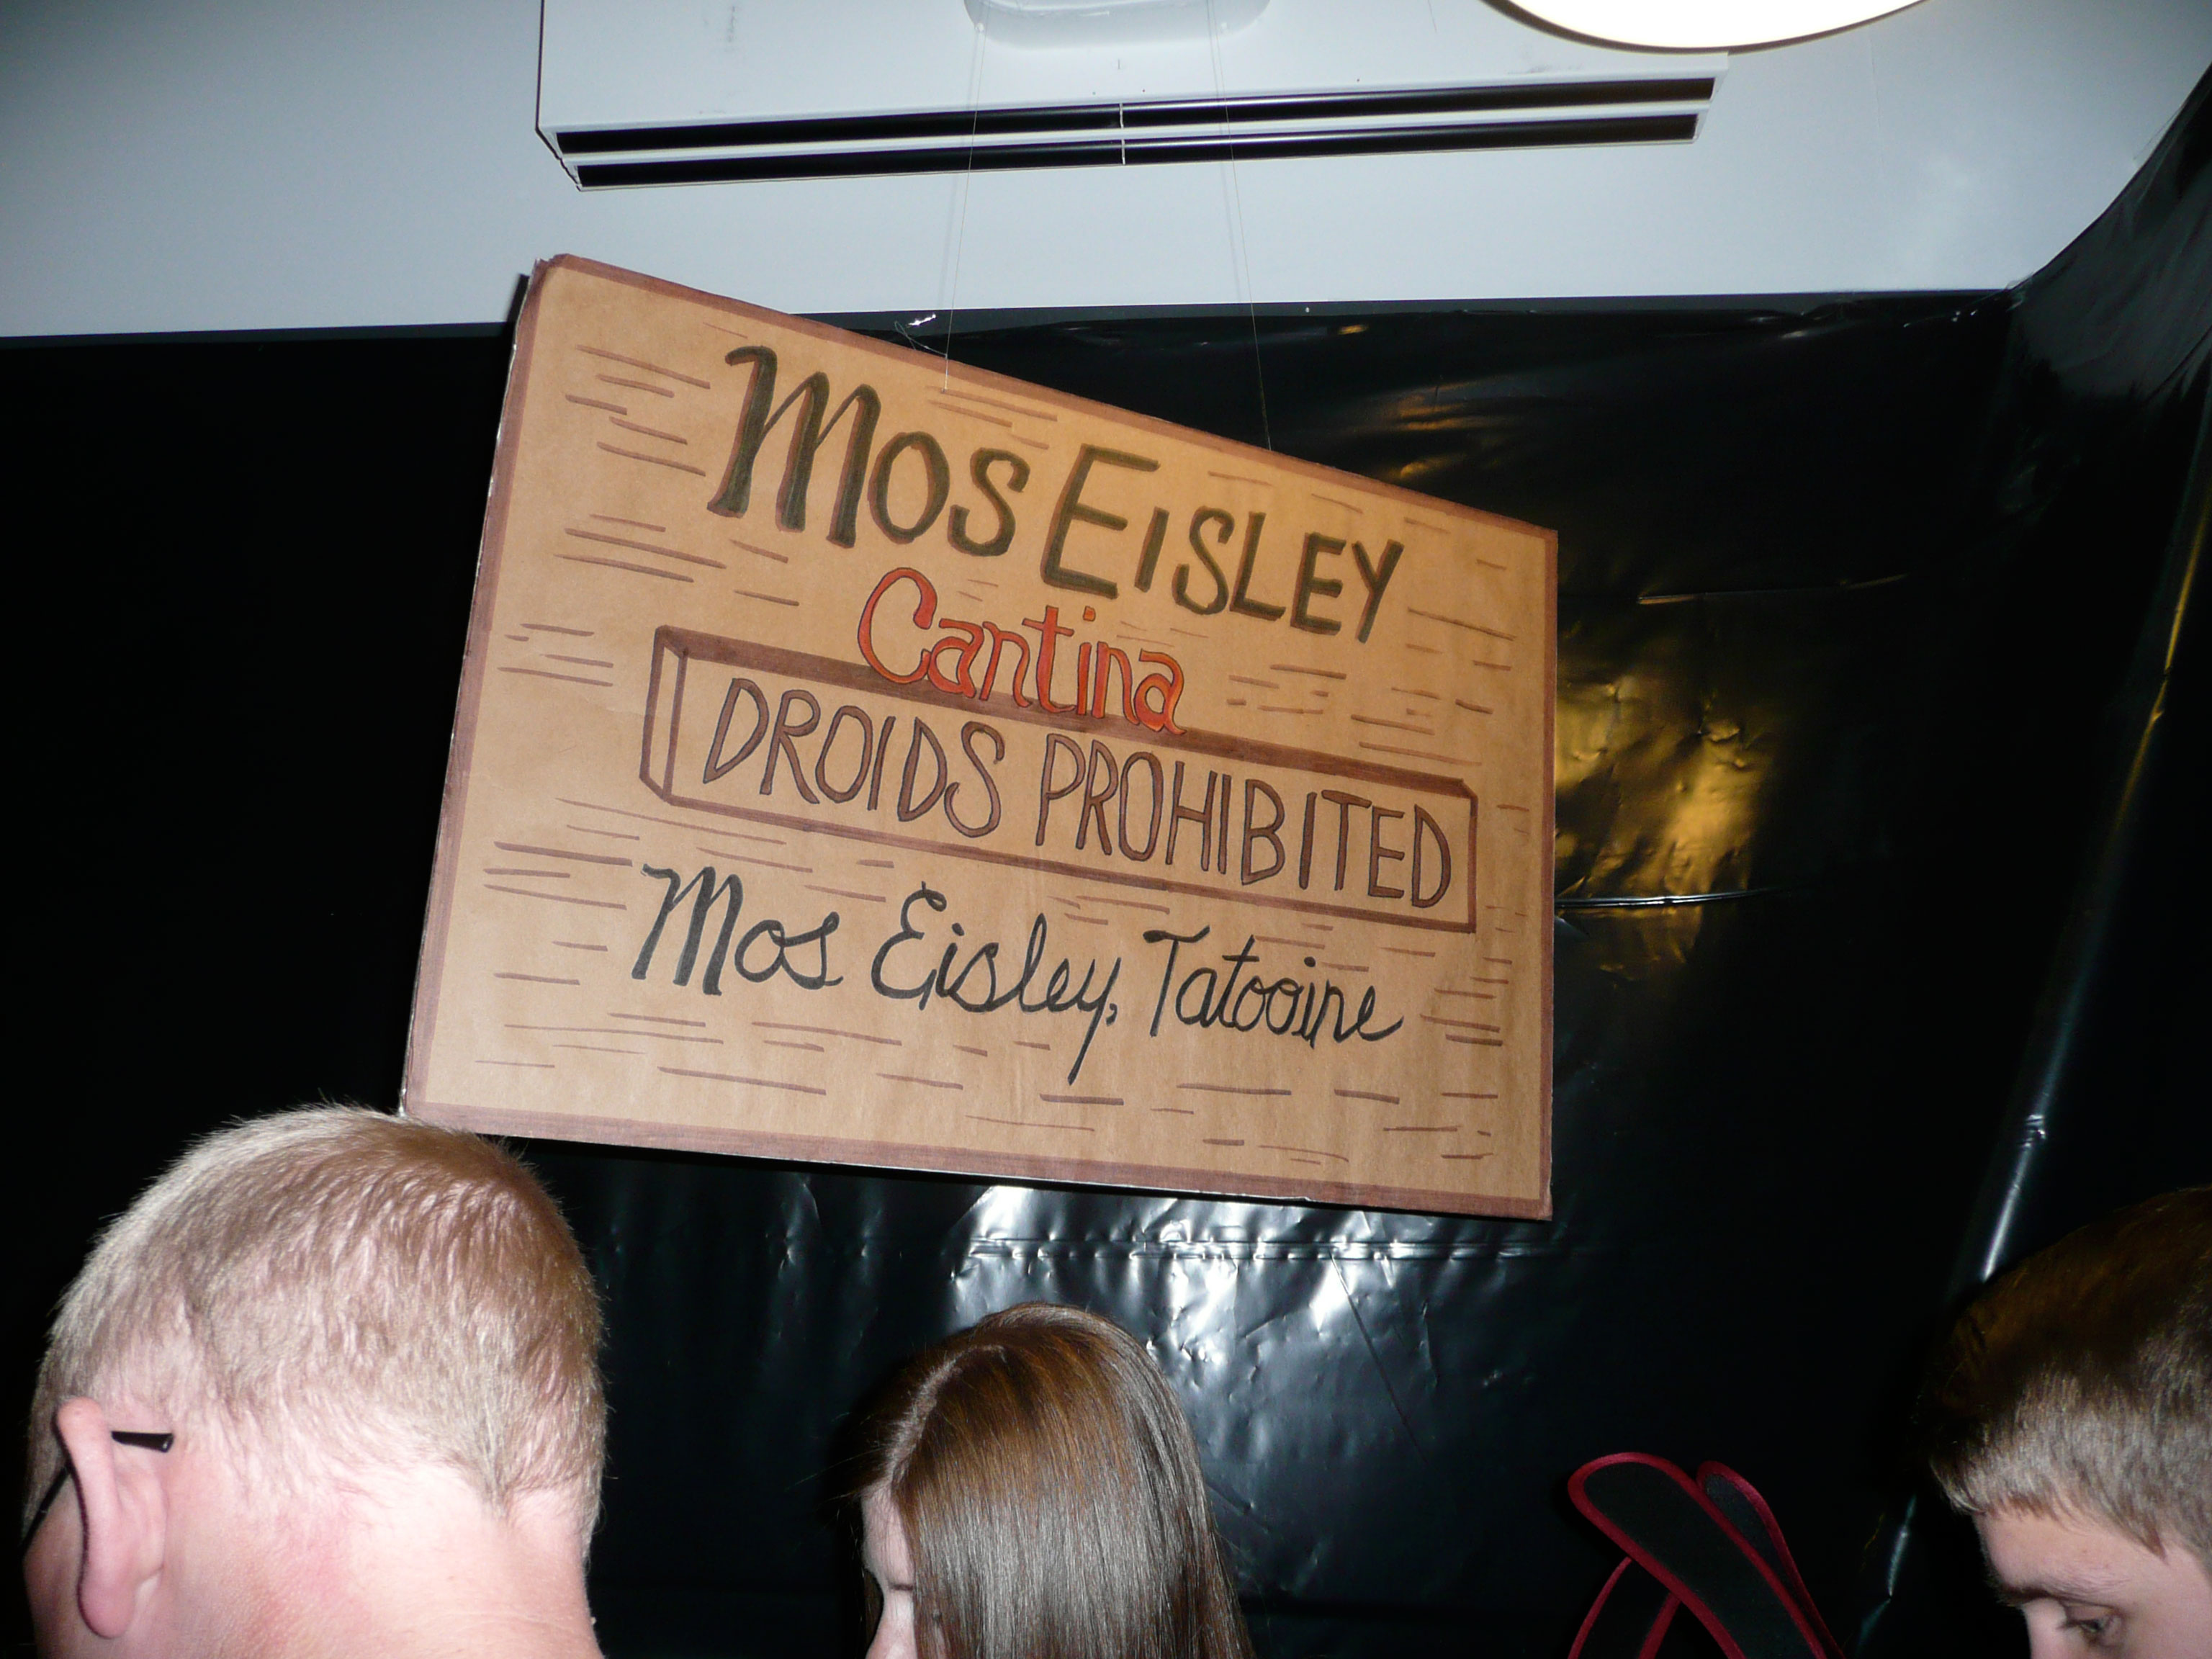 Mos EisLEY
Cantina
DROIDS PROHIBITED
Mos Eisley, Tatooine